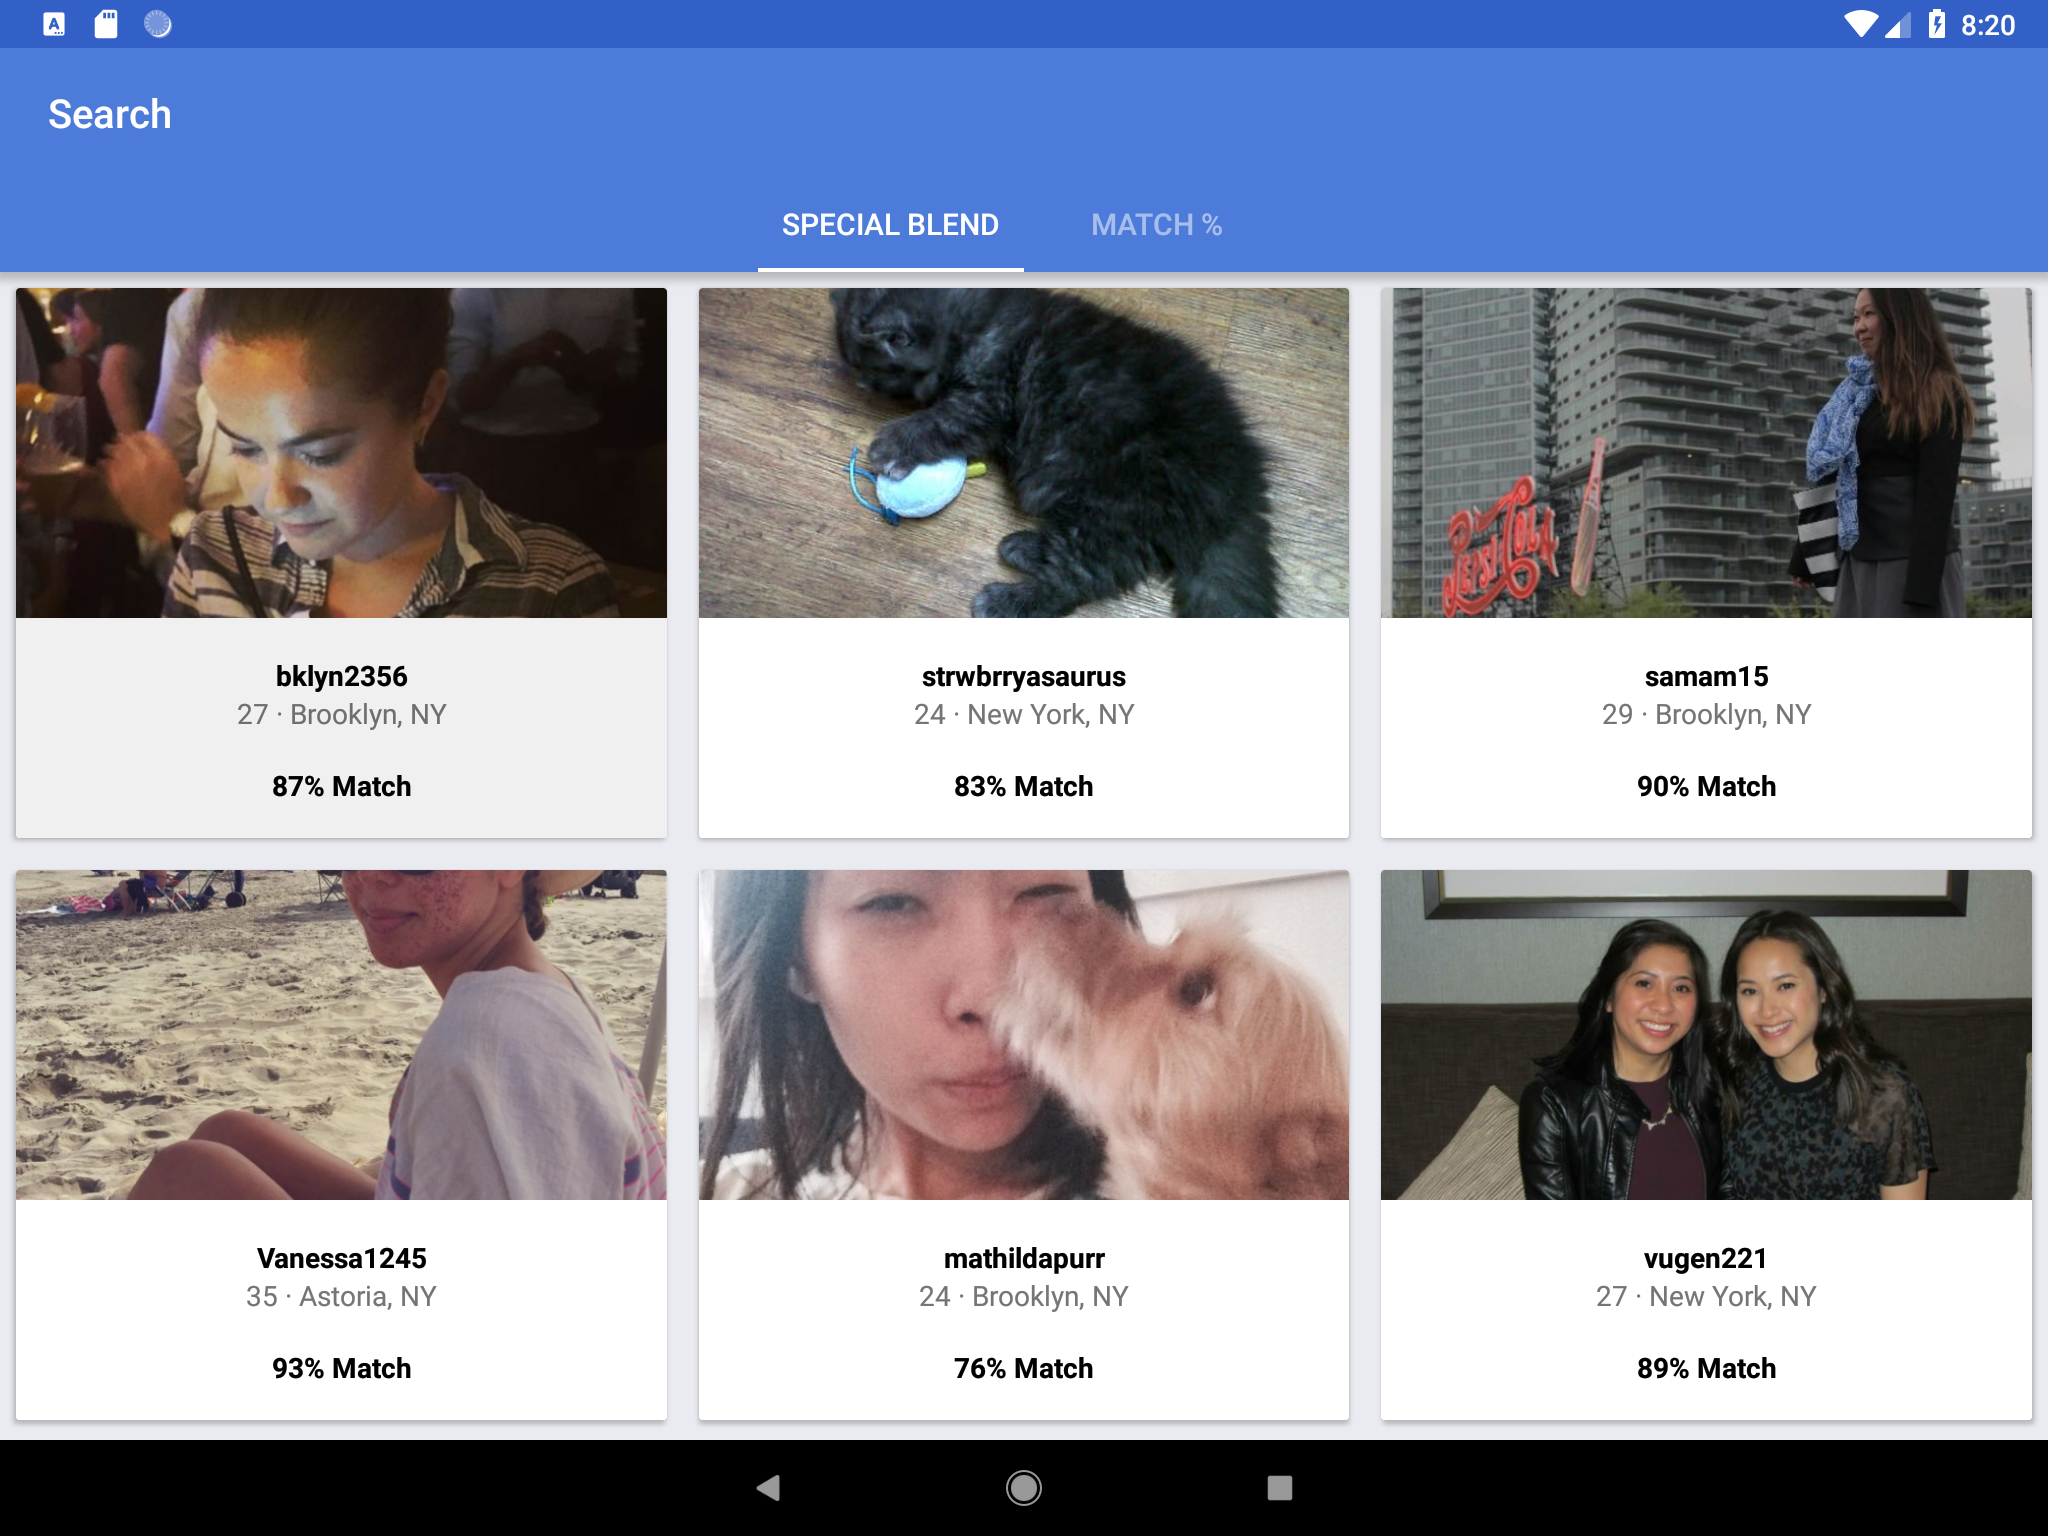 8:20
Search
SPECIAL BLEND
MATCH %
PEPSI COLA
bklyn2356
27 · Brooklyn, NY
87% Match
strwbrryasaurus
24 · New York, NY
83% Match
samam15
29 · Brooklyn, NY
90% Match
Vanessa1245
35 · Astoria, NY
93% Match
mathildapurr
24 · Brooklyn, NY
76% Match
vugen221
27 · New York, NY
89% Match